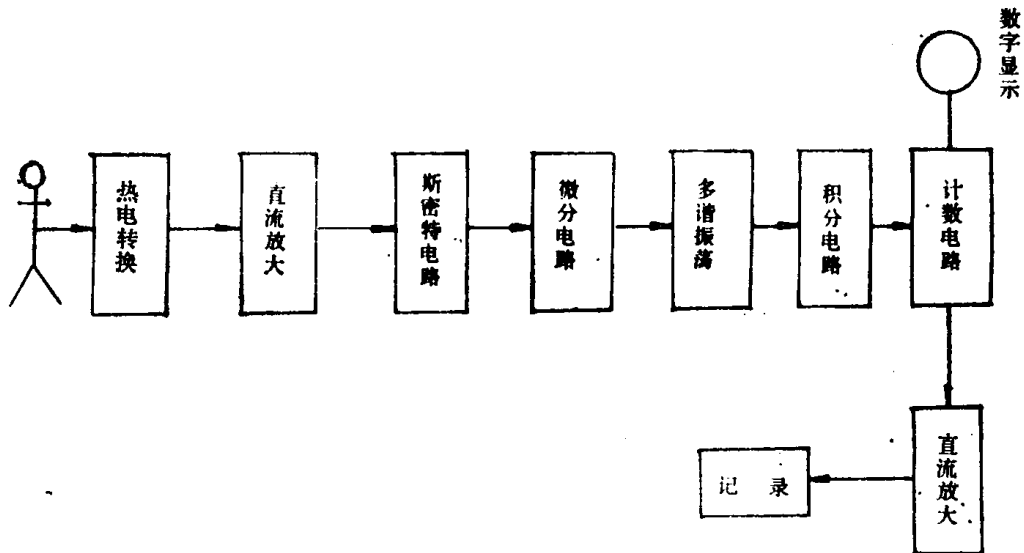 数字显示
热电转换
直流放大
斯密特电路
微分电路
多谐振荡
积分电路
计数电路
直流放大
记录